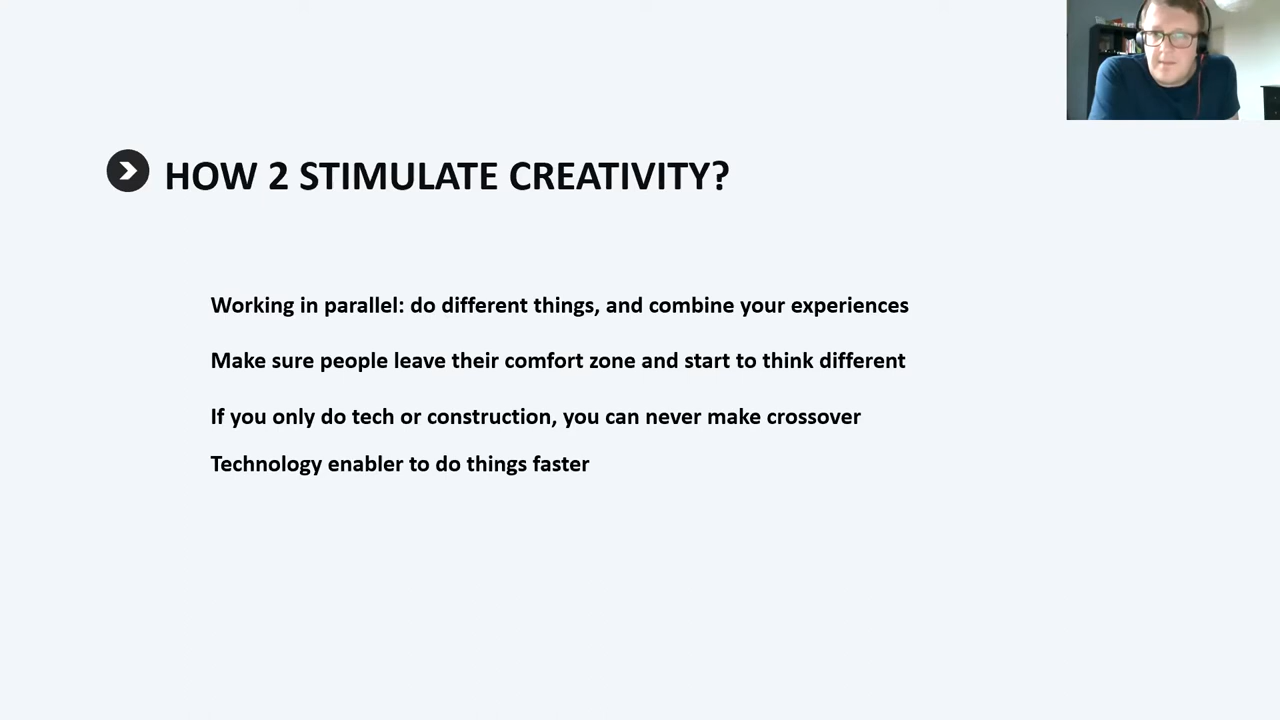 HOW 2 STIMULATE CREATIVITY?
Working in parallel: do different things, and combine your experiences
Make sure people leave their comfort zone and start to think different
If you only do tech or construction, you can never make crossover
Technology enabler to do things faster